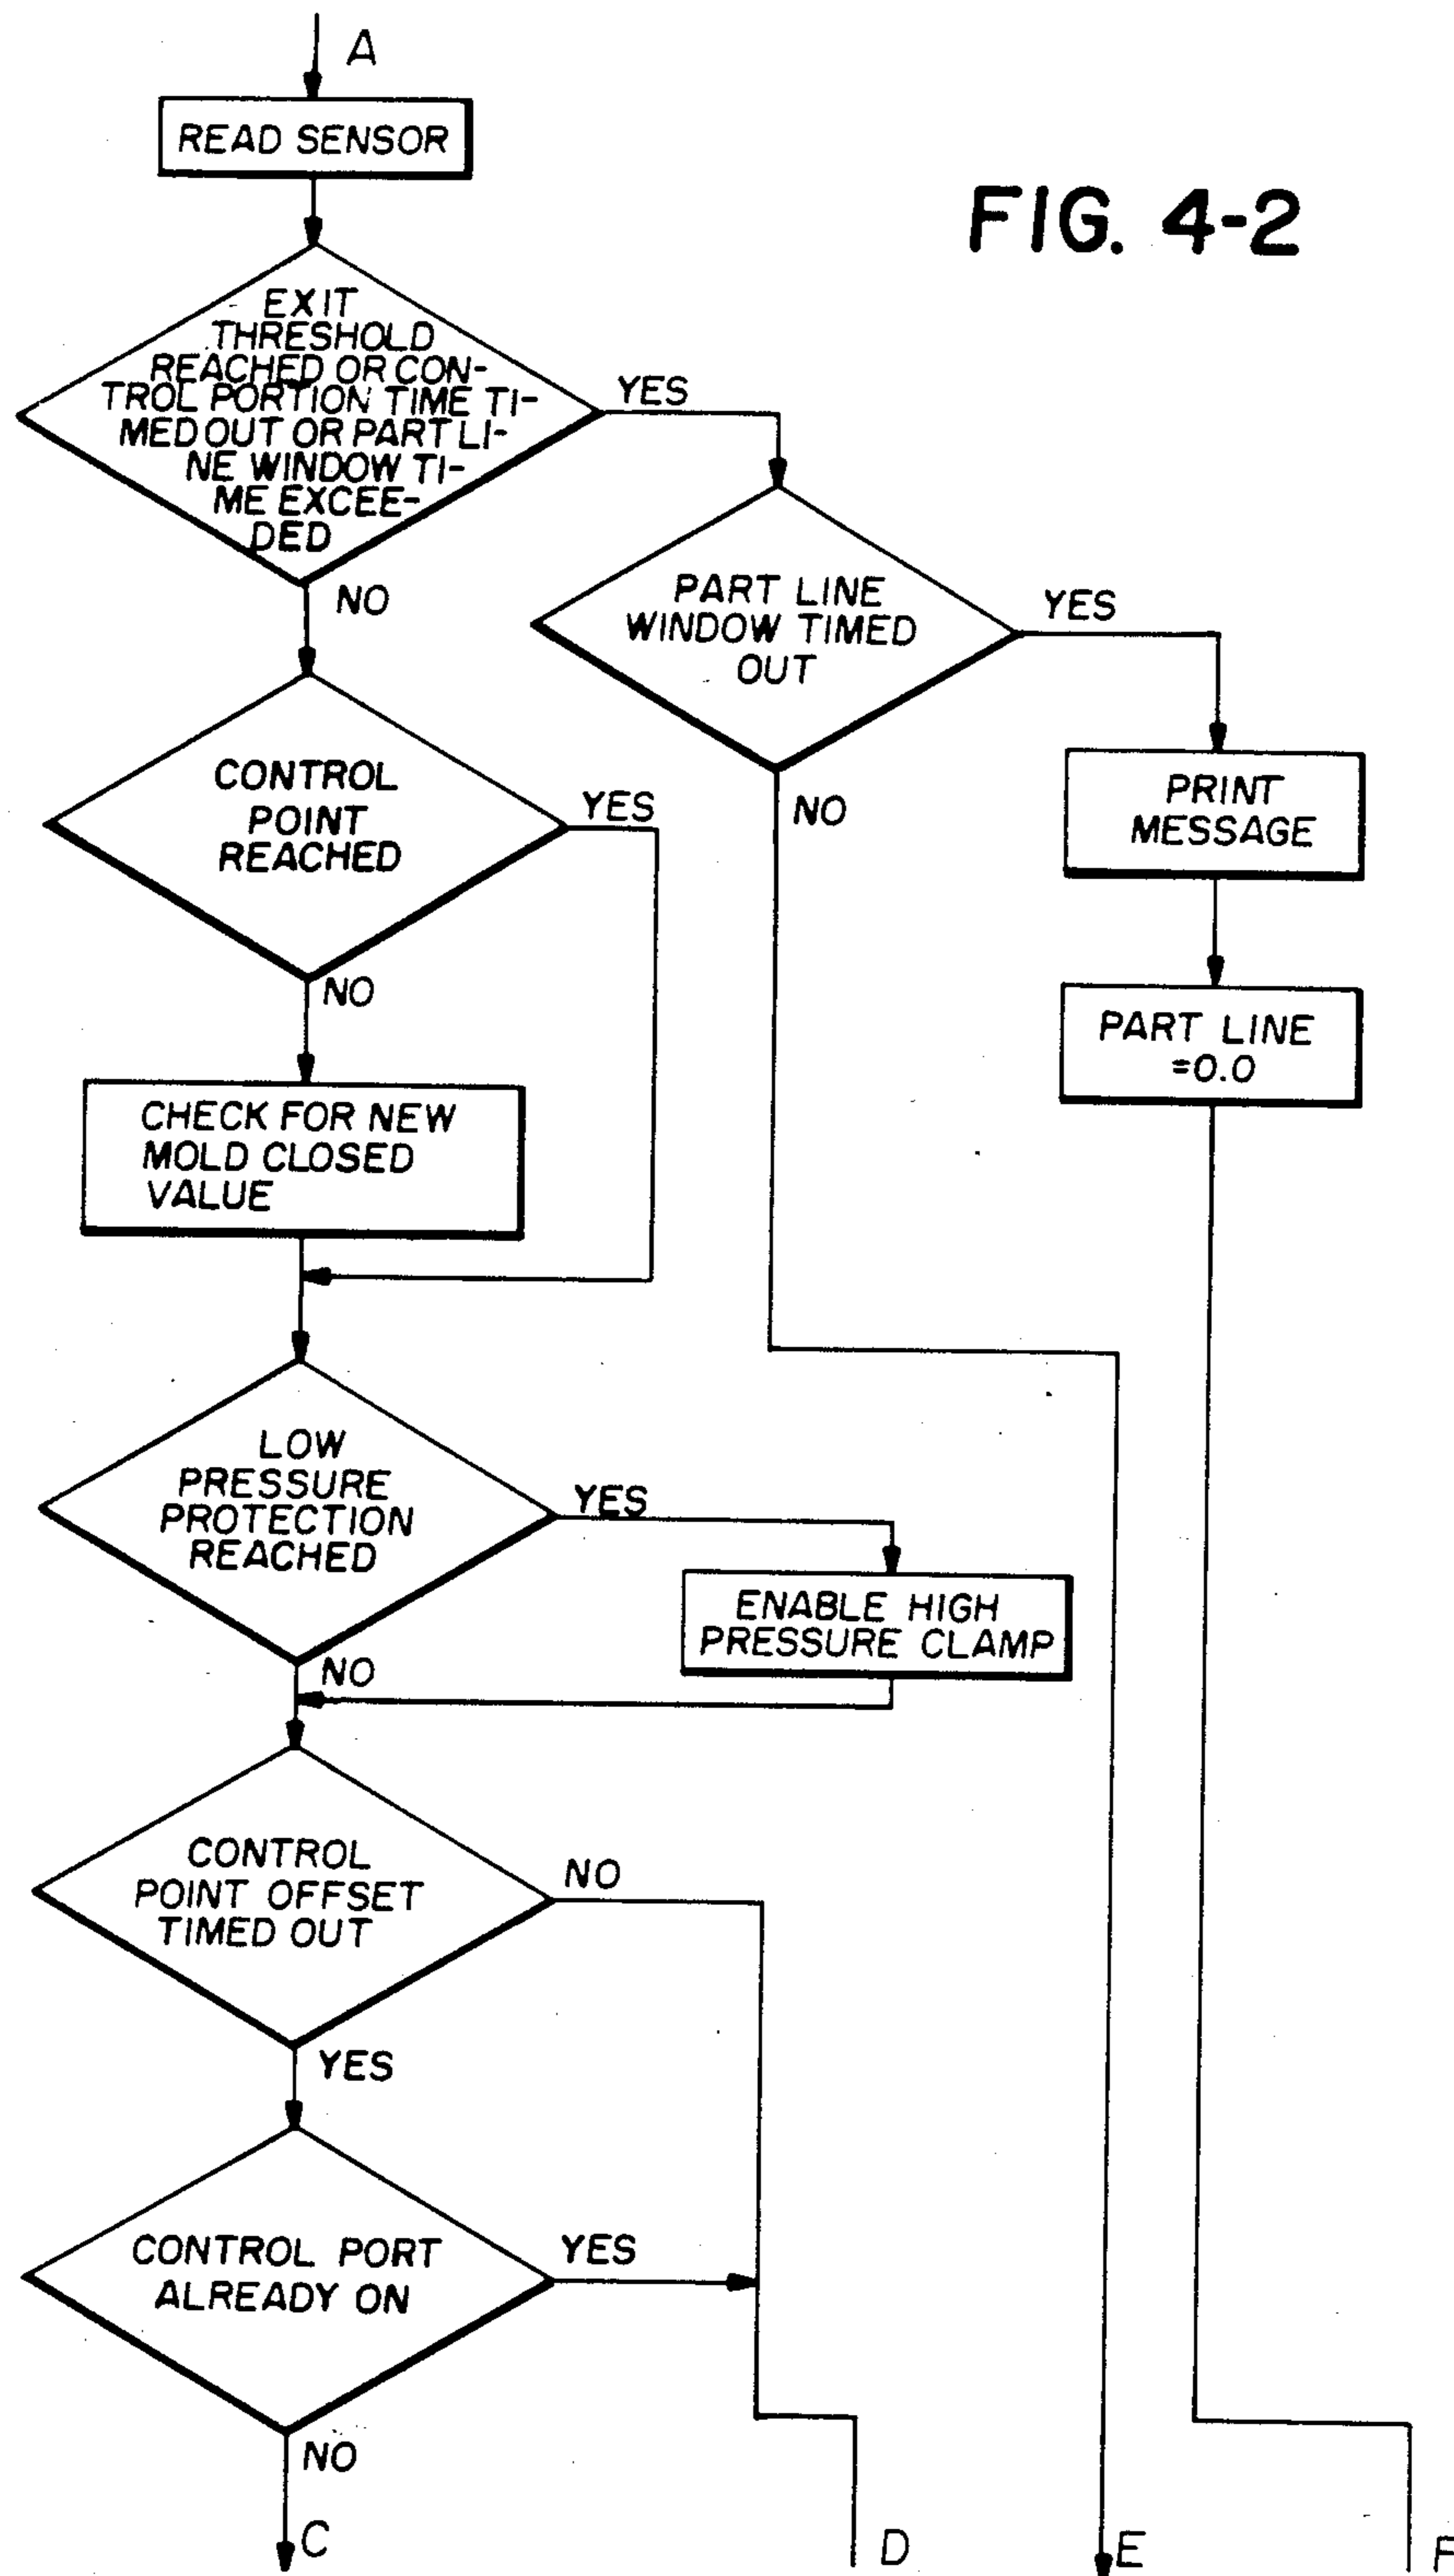 A
READ SENSOR
FIG. 4-2
EXIT
THRESHOLD
REACHED OR CON-
TROL PORTION TIME TI-
MED OUT OR PART LI-
NE WINDOW TI-
ME EXCEE-
DED
YES
NO
PART LINE
WINDOW TIMED
OUT
YES
NO
PRINT
MESSAGE
PART LINE
=0.0
CONTROL
POINT
REACHED
YES
NO
CHECK FOR NEW
MOLD CLOSED
VALUE
LOW
PRESSURE
PROTECTION
REACHED
YES
NO
ENABLE HIGH
PRESSURE CLAMP
CONTROL
POINT OFFSET
TIMED OUT
NO
YES
CONTROL PORT
ALREADY ON
YES
NO
C
D
E